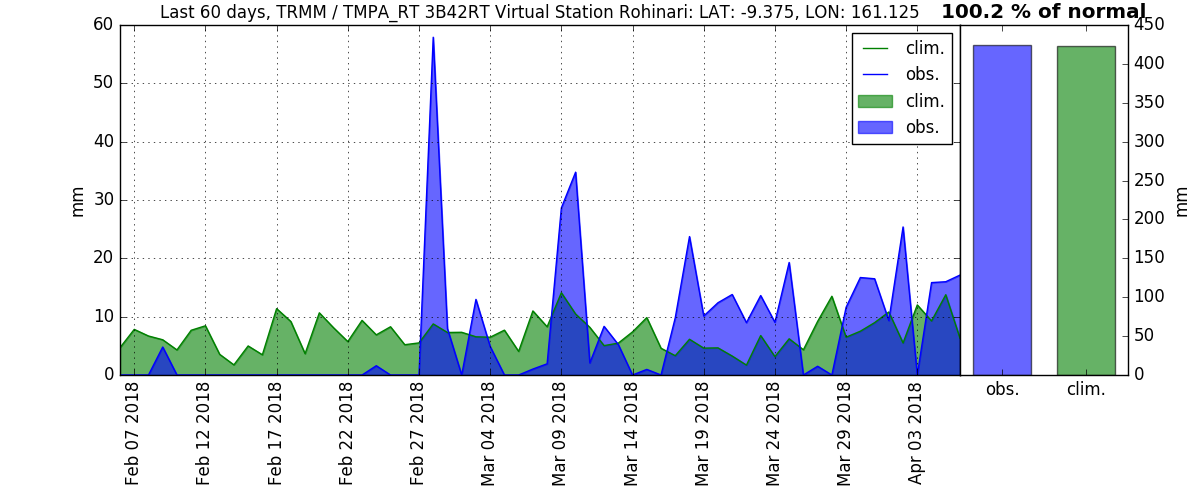 Last 60 days, TRMM / TMPA_RT 3B42RT Virtual Station Rohinari: LAT: -9.375, LON: 161.125
100.2 % of normal
60
50
40
30
20
10
0
mm
clim.
obs.
clim.
obs.
450
400
350
300
250
200
150
100
50
0
mm
obs.
clim.
Feb 07 2018
Feb 12 2018
Feb 17 2018
Feb 22 2018
Feb 27 2018
Mar 04 2018
Mar 09 2018
Mar 14 2018
Mar 19 2018
Mar 24 2018
Mar 29 2018
Apr 03 2018